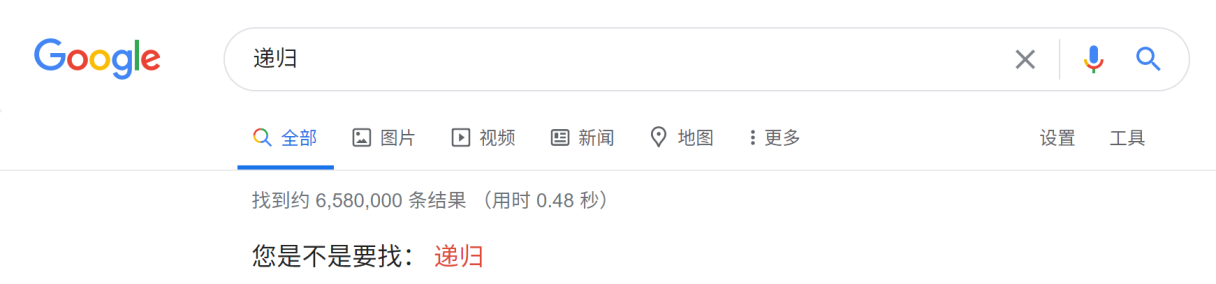 Google 递归
全部 图片 视频 新闻 地图 更多 设置 工具
找到约 6,580,000 条结果 （用时 0.48 秒）
您是不是要找： 递归